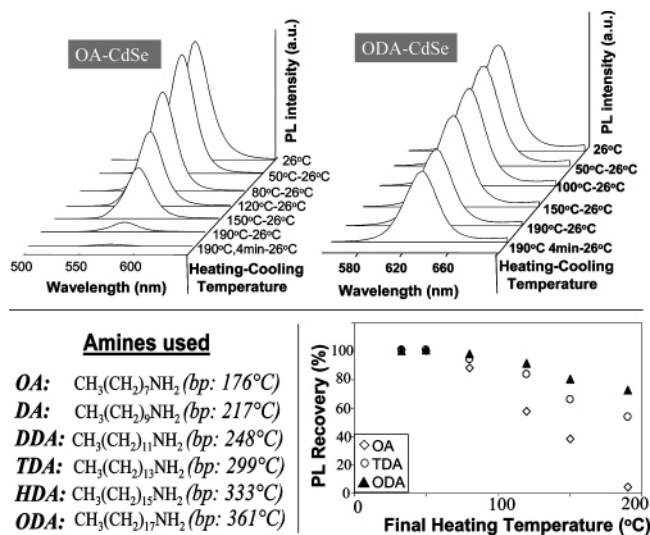 OA-CdSe
PL intensity (a.u.)
26°C
50°C-26°C
80°C-26°C
120°C-26°C
150°C-26°C
190°C-26°C
190°C,4min-26°C
500 550 600
Wavelength (nm)
Heating-Cooling
Temperature
ODA-CdSe
PL intensity (a.u.)
26°C
50°C-26°C
100°C-26°C
150°C-26°C
190°C-26°C
190°C 4min-26°C
580 620 660
Wavelength (nm)
Heating-Cooling
Temperature
Amines used
OA: CH₃(CH₂)₇NH₂ (bp: 176°C)
DA: CH₃(CH₂)₉NH₂ (bp: 217°C)
DDA: CH₃(CH₂)₁₁NH₂ (bp: 248°C)
TDA: CH₃(CH₂)₁₃NH₂ (bp: 299°C)
HDA: CH₃(CH₂)₁₅NH₂ (bp: 333°C)
ODA: CH₃(CH₂)₁₇NH₂ (bp: 361°C)
PL Recovery (%)
100
80
60
40
20
0
OA
TDA
ODA
0 100 200
Final Heating Temperature (°C)